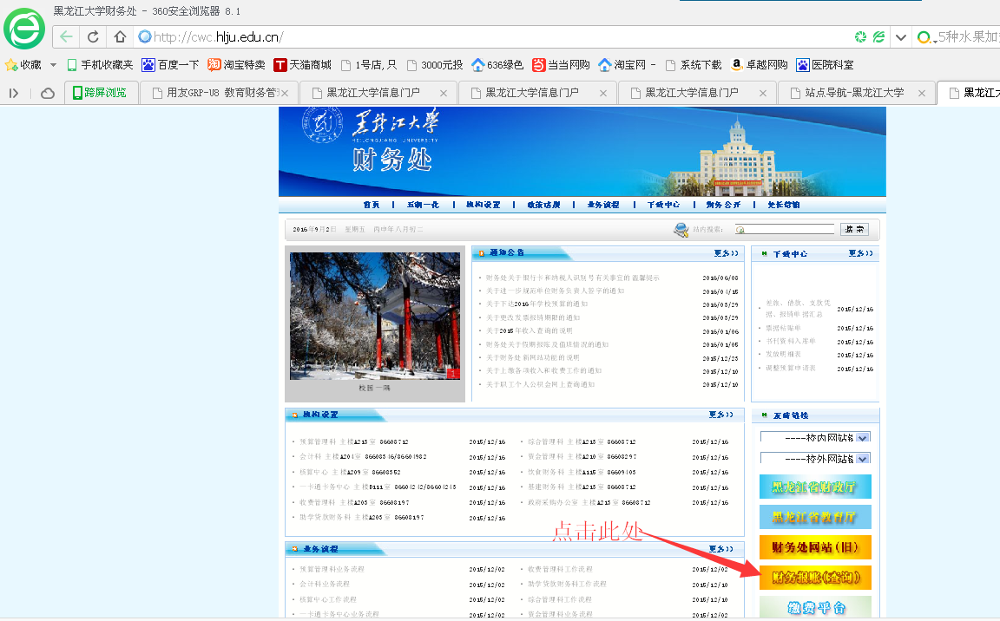 黑龙江大学财务处 - 360安全浏览器 8.1
http://cwc.hlju.edu.cn/
5种水果加
收藏 手机收藏夹 百度一下 淘宝特卖 天猫商城 1号店,只 3000元投 636绿色 当当网购 淘宝网 - 系统下载 卓越网购 医院科室
跨屏浏览 用友GRP-U8 教育财务管 黑龙江大学信息门户 黑龙江大学信息门户 黑龙江大学信息门户 站点导航-黑龙江大学 黑龙江大
黑龙江大学
HEILONGJIANG UNIVERSITY
财务处
首页 五朝一化 机构设置 政策法规 业务流程 下载中心 财务公开 处长信箱
2016年9月2日 星期五 丙申年八月初二
站内搜索: 搜 索
校园一隅
1
通知公告 更多>>
财务处关于银行卡和纳税人识别号有关事宜的温馨提示 2016/06/08
关于进一步规范单位财务负责人签字的通知 2016/04/15
关于下达2016年学校预算的通知 2016/03/29
关于更改发票报销期限的通知 2016/03/29
关于2015年收入查询的说明 2016/01/06
财务处关于假期报账及值班情况的通知 2016/01/05
关于财务处新网站功能的说明 2015/12/23
关于上缴各项收入和收费工作的通知 2015/12/10
关于职工个人公积金网上查询通知 2015/12/10
下载中心 更多>>
差旅、借款、支款凭据、报销单据汇总 2015/12/16
票据粘贴单 2015/12/16
书刊资料入库单 2015/12/16
发放明细表 2015/12/16
调整预算申请表 2015/12/16
机构设置 更多>>
预算管理科 主楼A213室 86608712 2015/12/16
综合管理科 主楼A213室 86608712 2015/12/16
会计科 主楼A204室 86608546/86604982 2015/12/16
资金管理科 主楼A210室 86608297 2015/12/16
核算中心 主楼A209室 86608552 2015/12/16
饮食财务科 主楼A115室 86609405 2015/12/16
一卡通卡务中心 主楼D111室 86604242/86604245 2015/12/16
基建财务科 主楼A213室 86608712 2015/12/16
收费管理科 主楼A205室 86608197 2015/12/16
政府采购办公室 主楼A213室 86608712 2015/12/16
助学贷款财务科 主楼A205室 86608197 2015/12/16
友情链接
----校内网站链
----校外网站链
黑龙江省财政厅
黑龙江省教育厅
财务处网站(旧)
财务报账(查询)
缴费平台
点击此处
业务流程 更多>>
预算管理科业务流程 2015/12/02
收费管理科工作流程 2015/12/02
会计科业务流程 2015/12/02
助学贷款财务科工作流程 2015/12/10
核算中心工作流程 2015/12/02
综合管理科工作流程 2015/12/10
一卡通卡务中心业务流程 2015/12/02
资金管理科业务流程 2015/12/02